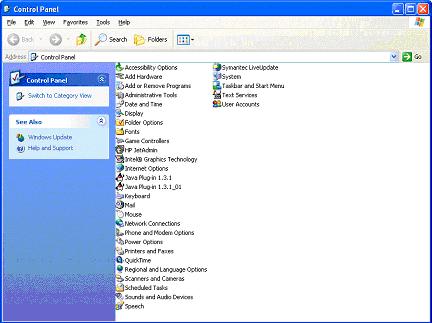 Control Panel
File Edit View Favorites Tools Help
Back Search Folders
Address Control Panel Go
Control Panel
Switch to Category View
See Also
Windows Update
Help and Support
Accessibility Options
Add Hardware
Add or Remove Programs
Administrative Tools
Date and Time
Display
Folder Options
Fonts
Game Controllers
HP JetAdmin
Intel® Graphics Technology
Internet Options
Java Plug-in 1.3.1
Java Plug-in 1.3.1_01
Keyboard
Mail
Mouse
Network Connections
Phone and Modem Options
Power Options
Printers and Faxes
QuickTime
Regional and Language Options
Scanners and Cameras
Scheduled Tasks
Sounds and Audio Devices
Speech
Symantec LiveUpdate
System
Taskbar and Start Menu
Text Services
User Accounts